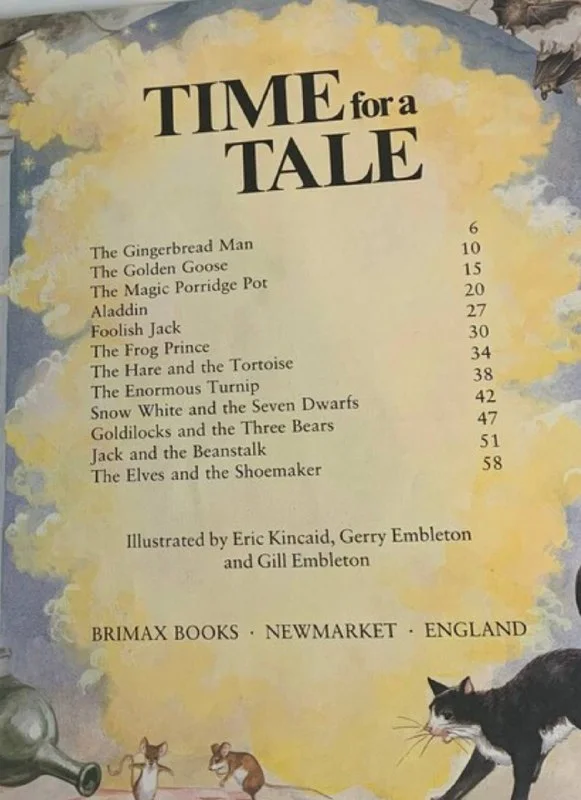 TIME for a
TALE
The Gingerbread Man 6
The Golden Goose 10
The Magic Porridge Pot 15
Aladdin 20
Foolish Jack 27
The Frog Prince 30
The Hare and the Tortoise 34
The Enormous Turnip 38
Snow White and the Seven Dwarfs 42
Goldilocks and the Three Bears 47
Jack and the Beanstalk 51
The Elves and the Shoemaker 58
Illustrated by Eric Kincaid, Gerry Embleton
and Gill Embleton
BRIMAX BOOKS · NEWMARKET · ENGLAND